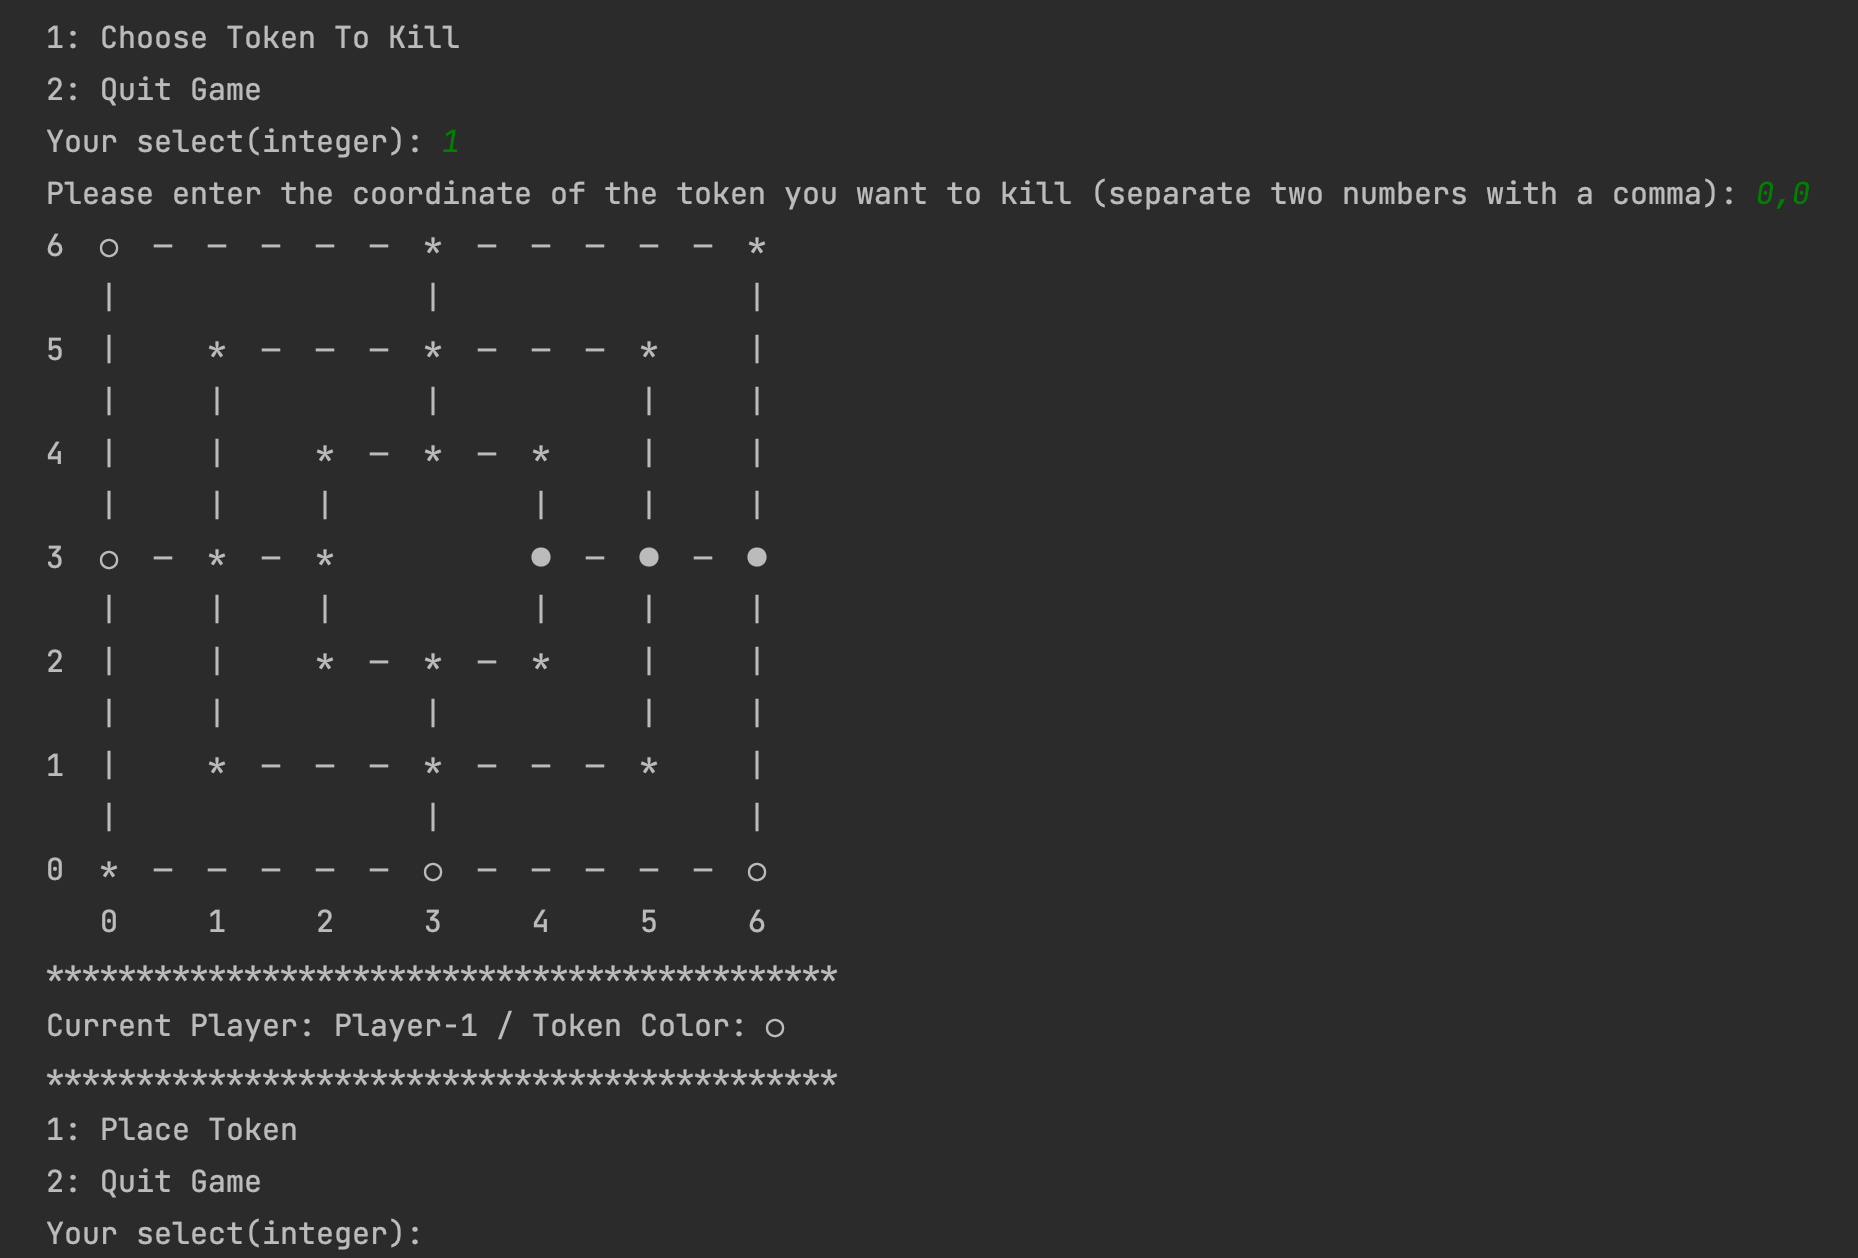 1: Choose Token To Kill
2: Quit Game
Your select(integer): 1
Please enter the coordinate of the token you want to kill (separate two numbers with a comma): 0,0
6  ○  —  —  —  —  —  *  —  —  —  —  —  *
   |                 |                 |
5  |     *  —  —  —  *  —  —  —  *     |
   |     |           |           |     |
4  |     |     *  —  *  —  *     |     |
   |     |     |           |     |     |
3  ○  —  *  —  *           ●  —  ●  —  ●
   |     |     |           |     |     |
2  |     |     *  —  *  —  *     |     |
   |     |           |           |     |
1  |     *  —  —  —  *  —  —  —  *     |
   |                 |                 |
0  *  —  —  —  —  —  ○  —  —  —  —  —  ○
   0     1     2     3     4     5     6
********************************************
Current Player: Player-1 / Token Color: ○
********************************************
1: Place Token
2: Quit Game
Your select(integer):